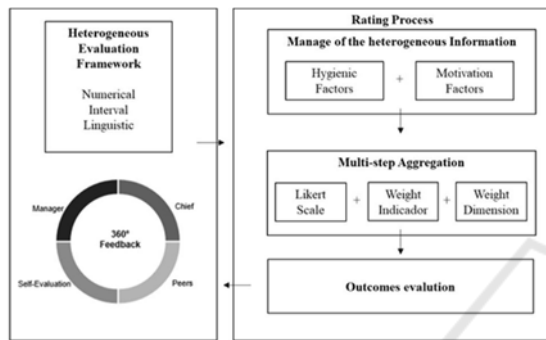 Heterogeneous
Evaluation
Framework
Numerical
Interval
Linguistic
Manager
Chief
360°
Feedback
Self-Evaluation
Peers
Rating Process
Manage of the heterogeneous Information
Hygienic
Factors
+
Motivation
Factors
Multi-step Aggregation
Likert
Scale
+
Weight
Indicador
+
Weight
Dimension
Outcomes evalution